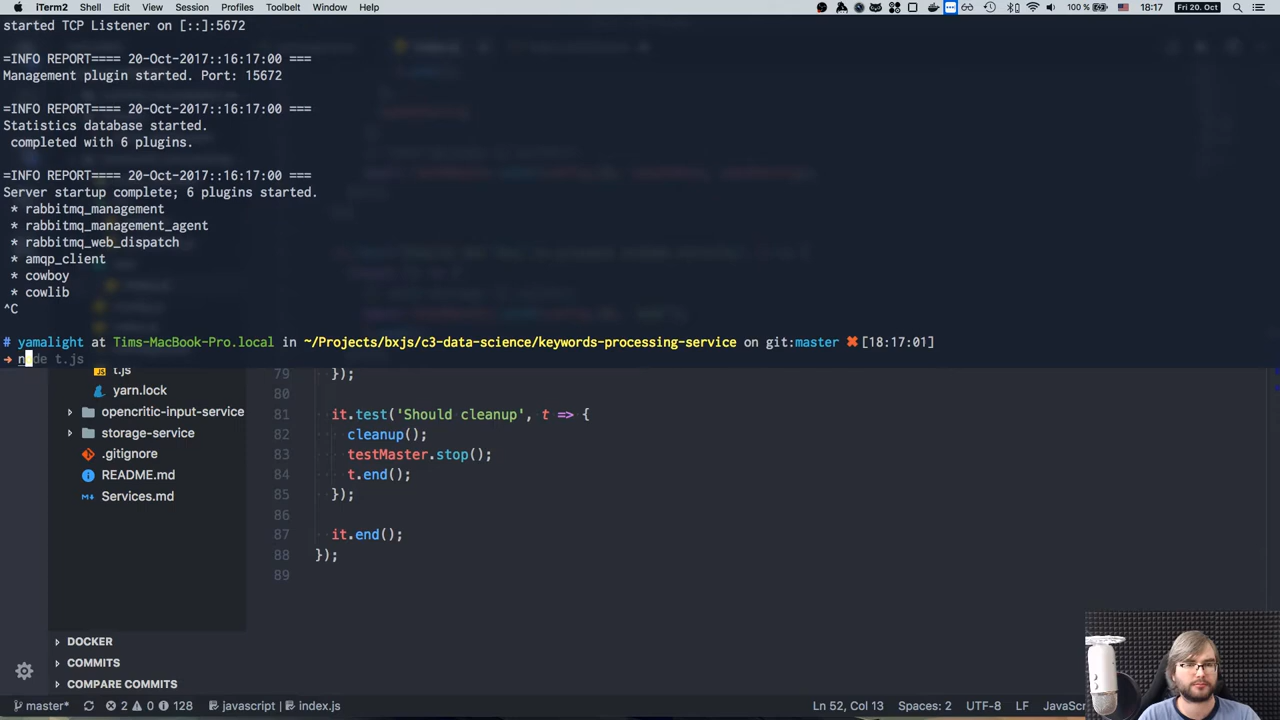 iTerm2 Shell Edit View Session Profiles Toolbelt Window Help 100 % 18:17 Fri 20. Oct
started TCP Listener on [::]:5672
=INFO REPORT==== 20-Oct-2017::16:17:00 ===
Management plugin started. Port: 15672
=INFO REPORT==== 20-Oct-2017::16:17:00 ===
Statistics database started.
completed with 6 plugins.
=INFO REPORT==== 20-Oct-2017::16:17:00 ===
Server startup complete; 6 plugins started.
* rabbitmq_management
* rabbitmq_management_agent
* rabbitmq_web_dispatch
* amqp_client
* cowboy
* cowlib
^C
# yamalight at Tims-MacBook-Pro.local in ~/Projects/bxjs/c3-data-science/keywords-processing-service on git:master ✖ [18:17:01]
→ node t.js
JS t.js
yarn.lock
opencritic-input-service
storage-service
.gitignore
README.md
Services.md
DOCKER
COMMITS
COMPARE COMMITS
79 });
80
81 it.test('Should cleanup', t => {
82 cleanup();
83 testMaster.stop();
84 t.end();
85 });
86
87 it.end();
88 });
89
master* 2 0 128 javascript | index.js Ln 52, Col 13 Spaces: 2 UTF-8 LF